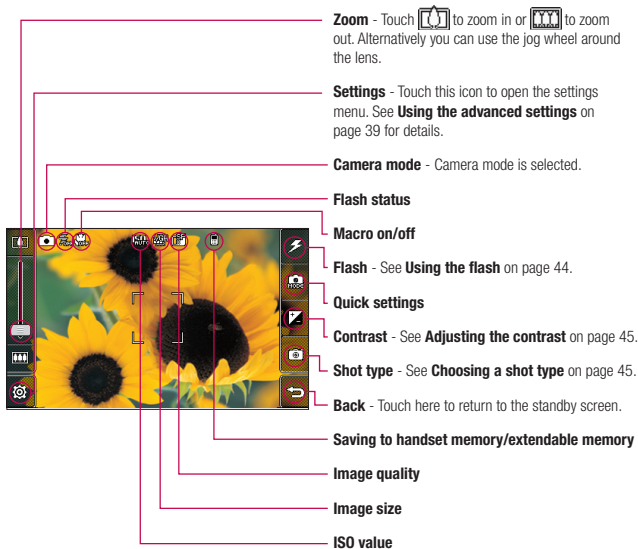 Zoom - Touch to zoom in or to zoom
out. Alternatively you can use the jog wheel around
the lens.
Settings - Touch this icon to open the settings
menu. See Using the advanced settings on
page 39 for details.
Camera mode - Camera mode is selected.
Flash status
Macro on/off
Flash - See Using the flash on page 44.
Quick settings
Contrast - See Adjusting the contrast on page 45.
Shot type - See Choosing a shot type on page 45.
Back - Touch here to return to the standby screen.
Saving to handset memory/extendable memory
Image quality
Image size
ISO value
ISO
AUTO
MODE